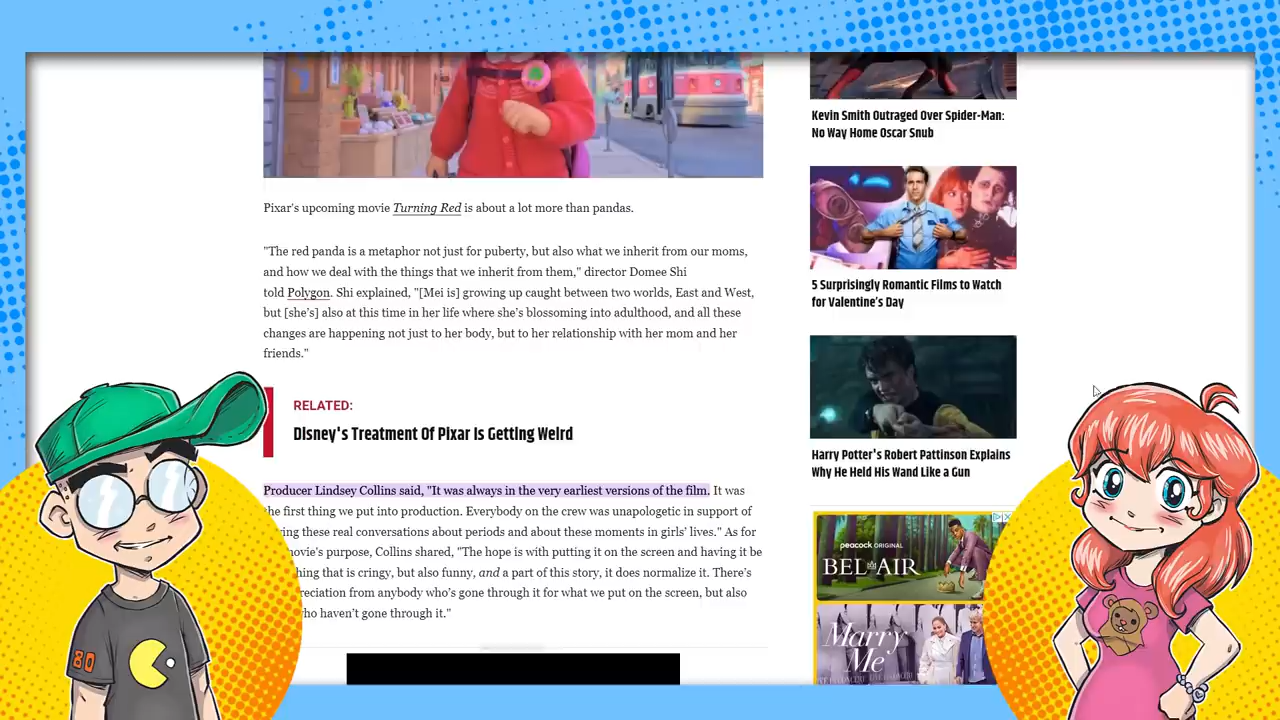 Pixar's upcoming movie Turning Red is about a lot more than pandas.
"The red panda is a metaphor not just for puberty, but also what we inherit from our moms,
and how we deal with the things that we inherit from them," director Domee Shi
told Polygon. Shi explained, "[Mei is] growing up caught between two worlds, East and West,
but [she's] also at this time in her life where she's blossoming into adulthood, and all these
changes are happening not just to her body, but to her relationship with her mom and her
friends."
RELATED:
Disney's Treatment Of Pixar Is Getting Weird
Producer Lindsey Collins said, "It was always in the very earliest versions of the film. It was
the first thing we put into production. Everybody on the crew was unapologetic in support of
these real conversations about periods and about these moments in girls' lives." As for
movie's purpose, Collins shared, "The hope is with putting it on the screen and having it be
that is cringy, but also funny, and a part of this story, it does normalize it. There's
from anybody who's gone through it for what we put on the screen, but also
who haven't gone through it."
Kevin Smith Outraged Over Spider-Man:
No Way Home Oscar Snub
5 Surprisingly Romantic Films to Watch
for Valentine's Day
Harry Potter's Robert Pattinson Explains
Why He Held His Wand Like a Gun
peacock ORIGINAL
BEL-AIR
Marry
Me
80